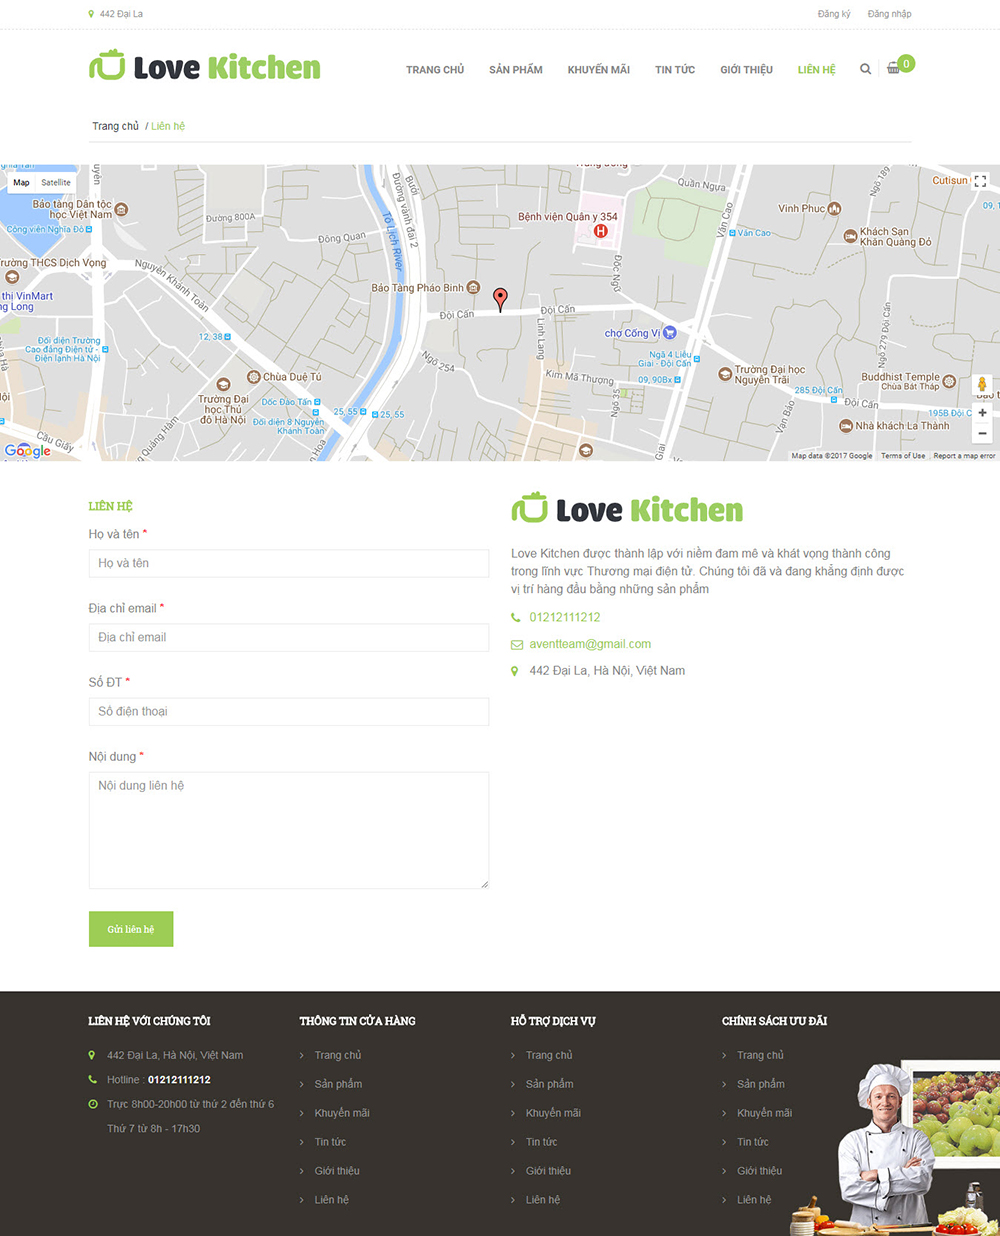 442 Đại La
Đăng ký Đăng nhập
Love Kitchen
TRANG CHỦ SẢN PHẨM KHUYẾN MÃI TIN TỨC GIỚI THIỆU LIÊN HỆ 0
Trang chủ / Liên hệ
Map Satellite
Bảo tàng Dân tộc
học Việt Nam
Công viên Nghĩa Đô
Trường THCS Dịch Vọng
thị VinMart
ng Long
Đối diện Trường
Cao đẳng Điện tử -
Điện lạnh Hà Nội
Cầu Giấy
Google
Đường 800A
Đông Quan
Nguyễn Khánh Toàn
12, 38
Chùa Duệ Tú
Trường Đại
học Thủ
đô Hà Nội
Dốc Đào Tấn
Đối diện 8 Nguyễn
Khánh Toàn
25, 55
25, 55
Quảng Hàm
Tô Lịch River
Đường vành đai 2
Bưởi
Bảo Tàng Pháo Binh
Đội Cấn
Đội Cấn
Ngõ 254
Linh Lang
Bệnh viện Quân y 354
Dốc Ngữ
Quần Ngựa
Văn Cao
Văn Cao
chợ Cống Vị
Ngã 4 Liễu
Giai - Đội Cấn
09, 90Bx
Kim Mã Thượng
Ngõ 35
Giai
Trường Đại học
Nguyễn Trãi
Vạn Bảo
285 Đội Cấn
Đội Cấn
Vinh Phuc
Khách Sạn
Khăn Quàng Đỏ
Ngõ 189
Cutisun
09, 1
Ngõ 279 Đội Cấn
Buddhist Temple
Chùa Bát Tháp
195B Đội C
Nhà khách La Thành
Map data ©2017 Google Terms of Use Report a map error
LIÊN HỆ
Họ và tên *
Họ và tên
Địa chỉ email *
Địa chỉ email
Số ĐT *
Số điện thoại
Nội dung *
Nội dung liên hệ
Gửi liên hệ
Love Kitchen
Love Kitchen được thành lập với niềm đam mê và khát vọng thành công
trong lĩnh vực Thương mại điện tử. Chúng tôi đã và đang khẳng định được
vị trí hàng đầu bằng những sản phẩm
01212111212
aventteam@gmail.com
442 Đại La, Hà Nội, Việt Nam
LIÊN HỆ VỚI CHÚNG TÔI
442 Đại La, Hà Nội, Việt Nam
Hotline : 01212111212
Trực 8h00-20h00 từ thứ 2 đến thứ 6
Thứ 7 từ 8h - 17h30
THÔNG TIN CỬA HÀNG
Trang chủ
Sản phẩm
Khuyến mãi
Tin tức
Giới thiệu
Liên hệ
HỖ TRỢ DỊCH VỤ
Trang chủ
Sản phẩm
Khuyến mãi
Tin tức
Giới thiệu
Liên hệ
CHÍNH SÁCH ƯU ĐÃI
Trang chủ
Sản phẩm
Khuyến mãi
Tin tức
Giới thiệu
Liên hệ